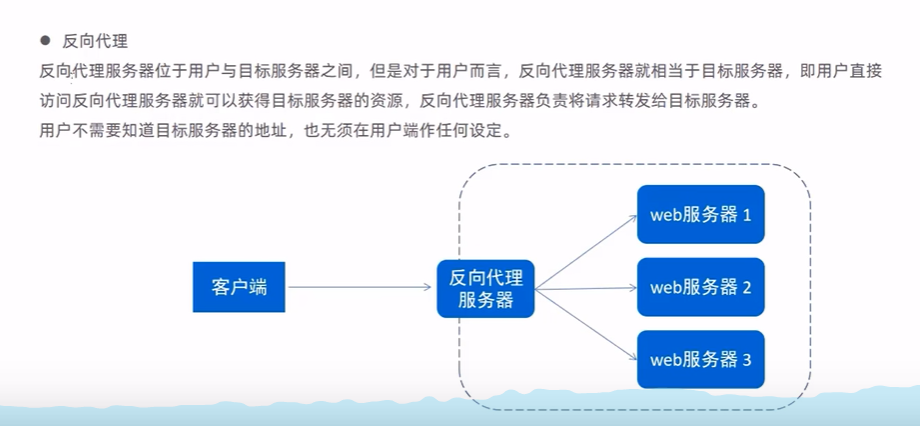 ● 反向代理
反向代理服务器位于用户与目标服务器之间，但是对于用户而言，反向代理服务器就相当于目标服务器，即用户直接
访问反向代理服务器就可以获得目标服务器的资源，反向代理服务器负责将请求转发给目标服务器。
用户不需要知道目标服务器的地址，也无须在用户端作任何设定。
web服务器 1
客户端
反向代理
服务器
web服务器 2
web服务器 3